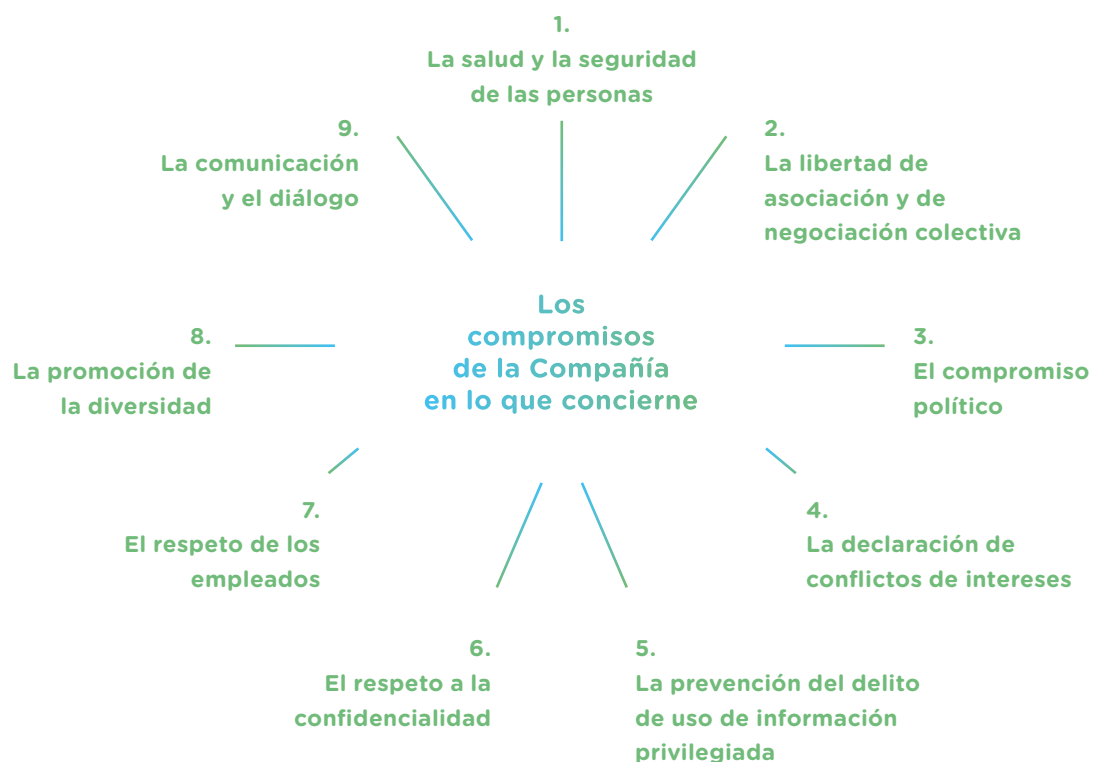 1.
La salud y la seguridad
de las personas
2.
La libertad de
asociación y de
negociación colectiva
3.
El compromiso
político
4.
La declaración de
conflictos de intereses
5.
La prevención del delito
de uso de información
privilegiada
6.
El respeto a la
confidencialidad
7.
El respeto de los
empleados
8.
La promoción de
la diversidad
9.
La comunicación
y el diálogo
Los
compromisos
de la Compañía
en lo que concierne